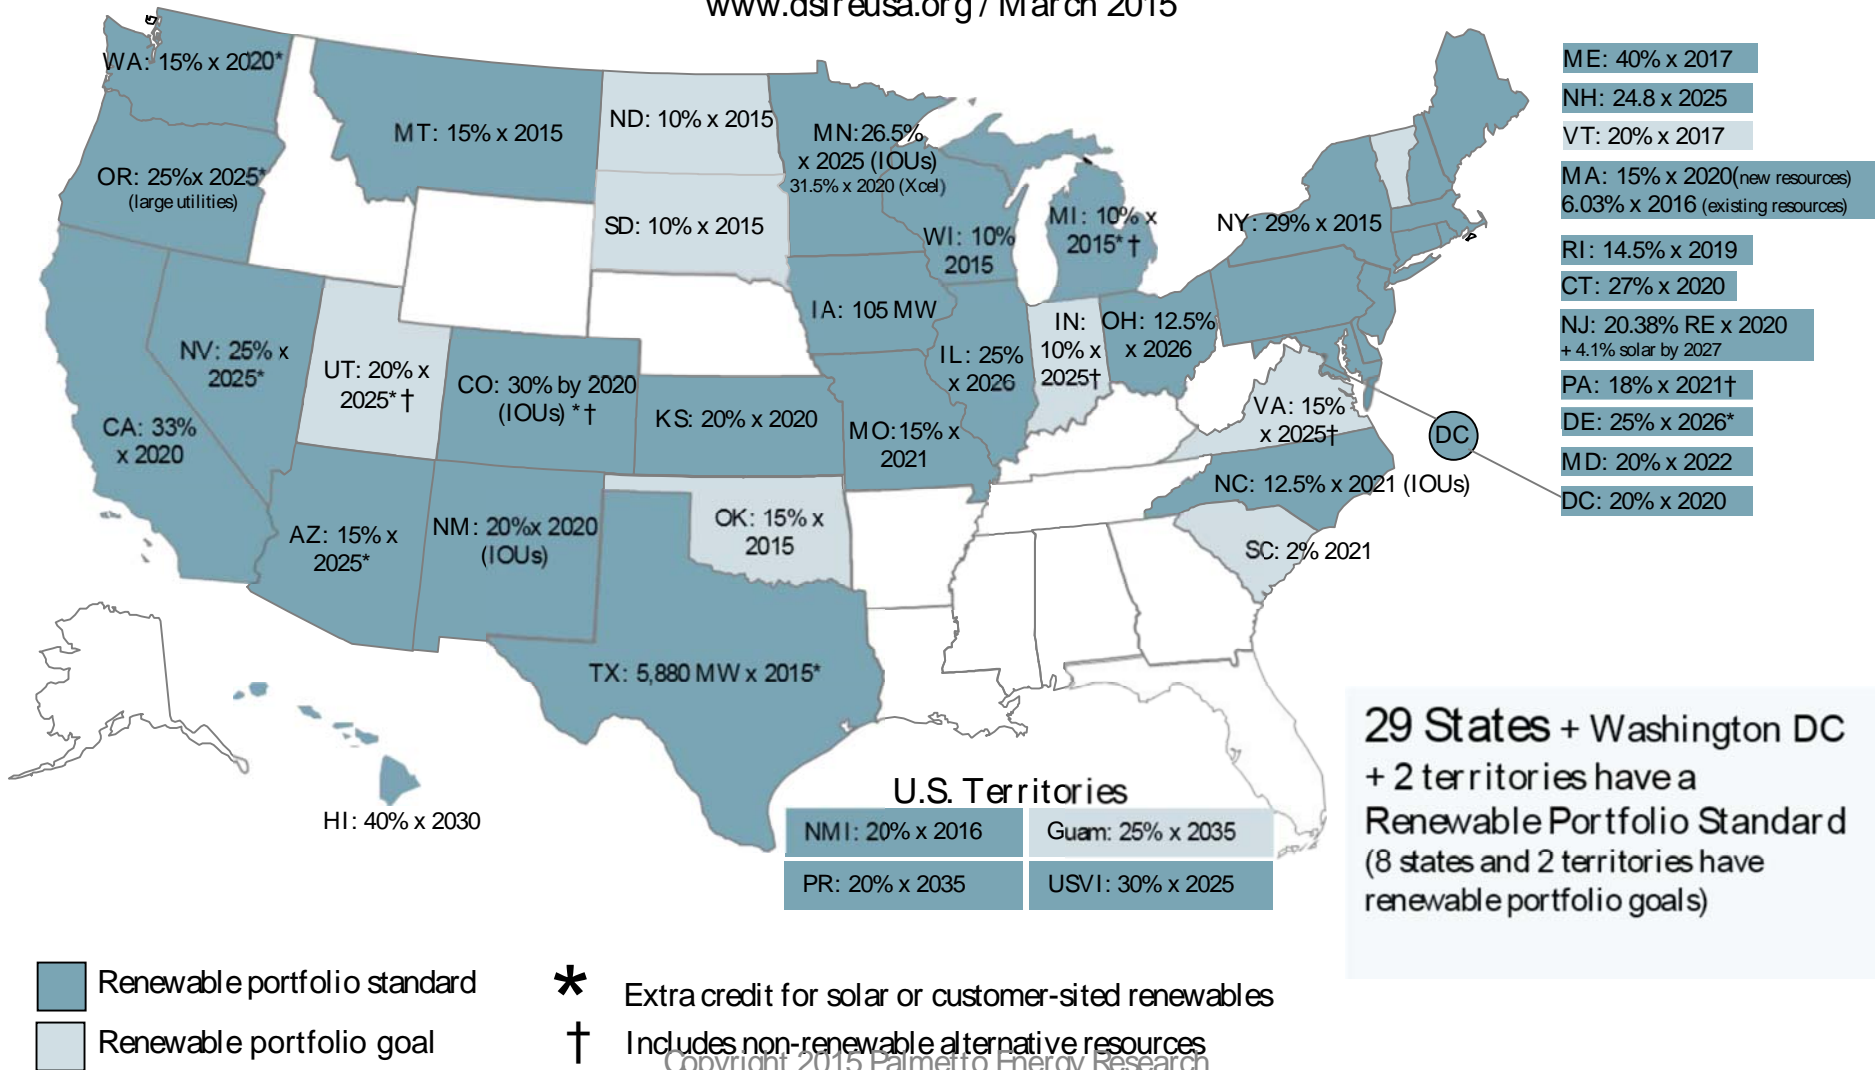 www.dsireusa.org / March 2015
WA: 15% x 2020*
MT: 15% x 2015
ND: 10% x 2015
MN:26.5%
x 2025 (IOUs)
31.5% x 2020 (Xcel)
OR: 25%x 2025*
(large utilities)
SD: 10% x 2015
WI: 10%
2015
MI: 10% x
2015*†
NY: 29% x 2015
ME: 40% x 2017
NH: 24.8 x 2025
VT: 20% x 2017
MA: 15% x 2020(new resources)
6.03% x 2016 (existing resources)
RI: 14.5% x 2019
CT: 27% x 2020
NJ: 20.38% RE x 2020
+ 4.1% solar by 2027
PA: 18% x 2021†
DE: 25% x 2026*
MD: 20% x 2022
DC: 20% x 2020
DC
NV: 25% x
2025*
UT: 20% x
2025*†
CO: 30% by 2020
(IOUs) *†
IA: 105 MW
IL: 25%
x 2026
IN:
10% x
2025†
OH: 12.5%
x 2026
CA: 33%
x 2020
KS: 20% x 2020
MO:15% x
2021
VA: 15%
x 2025†
AZ: 15% x
2025*
NM: 20%x 2020
(IOUs)
OK: 15% x
2015
NC: 12.5% x 2021 (IOUs)
SC: 2% 2021
TX: 5,880 MW x 2015*
HI: 40% x 2030
U.S. Territories
NMI: 20% x 2016
Guam: 25% x 2035
PR: 20% x 2035
USVI: 30% x 2025
29 States + Washington DC
+ 2 territories have a
Renewable Portfolio Standard
(8 states and 2 territories have
renewable portfolio goals)
Renewable portfolio standard
* Extra credit for solar or customer-sited renewables
Renewable portfolio goal
† Includes non-renewable alternative resources
Copyright 2015 Palmetto Energy Research